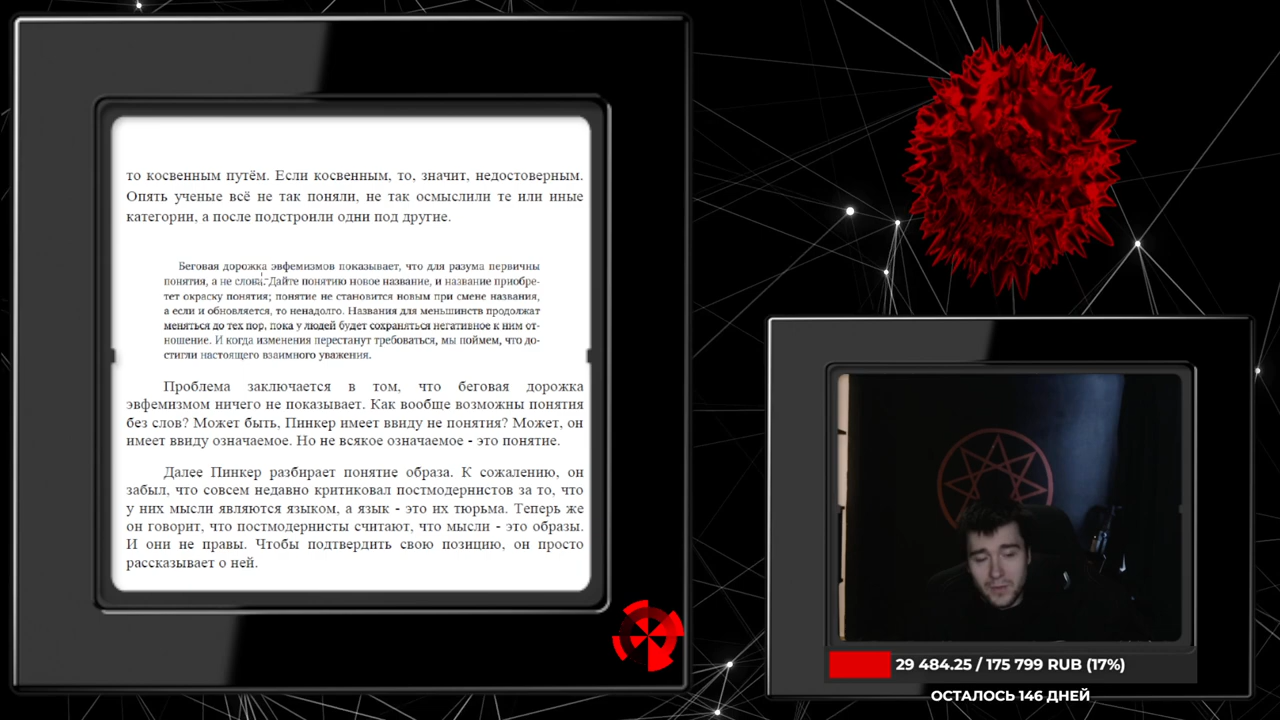 то косвенным путём. Если косвенным, то, значит, недостоверным.
Опять ученые всё не так поняли, не так осмыслили те или иные
категории, а после подстроили одни под другие.
Беговая дорожка эвфемизмов показывает, что для разума первичны
понятия, а не слова. Дайте понятию новое название, и название приобре-
тет окраску понятия; понятие не становится новым при смене названия,
а если и обновляется, то ненадолго. Названия для меньшинств продолжат
меняться до тех пор, пока у людей будет сохраняться негативное к ним от-
ношение. И когда изменения перестанут требоваться, мы поймем, что до-
стигли настоящего взаимного уважения.
Проблема заключается в том, что беговая дорожка
эвфемизмом ничего не показывает. Как вообще возможны понятия
без слов? Может быть, Пинкер имеет ввиду не понятия? Может, он
имеет ввиду означаемое. Но не всякое означаемое - это понятие.
Далее Пинкер разбирает понятие образа. К сожалению, он
забыл, что совсем недавно критиковал постмодернистов за то, что
у них мысли являются языком, а язык - это их тюрьма. Теперь же
он говорит, что постмодернисты считают, что мысли - это образы.
И они не правы. Чтобы подтвердить свою позицию, он просто
рассказывает о ней.
29 484.25 / 175 799 RUB (17%)
ОСТАЛОСЬ 146 ДНЕЙ